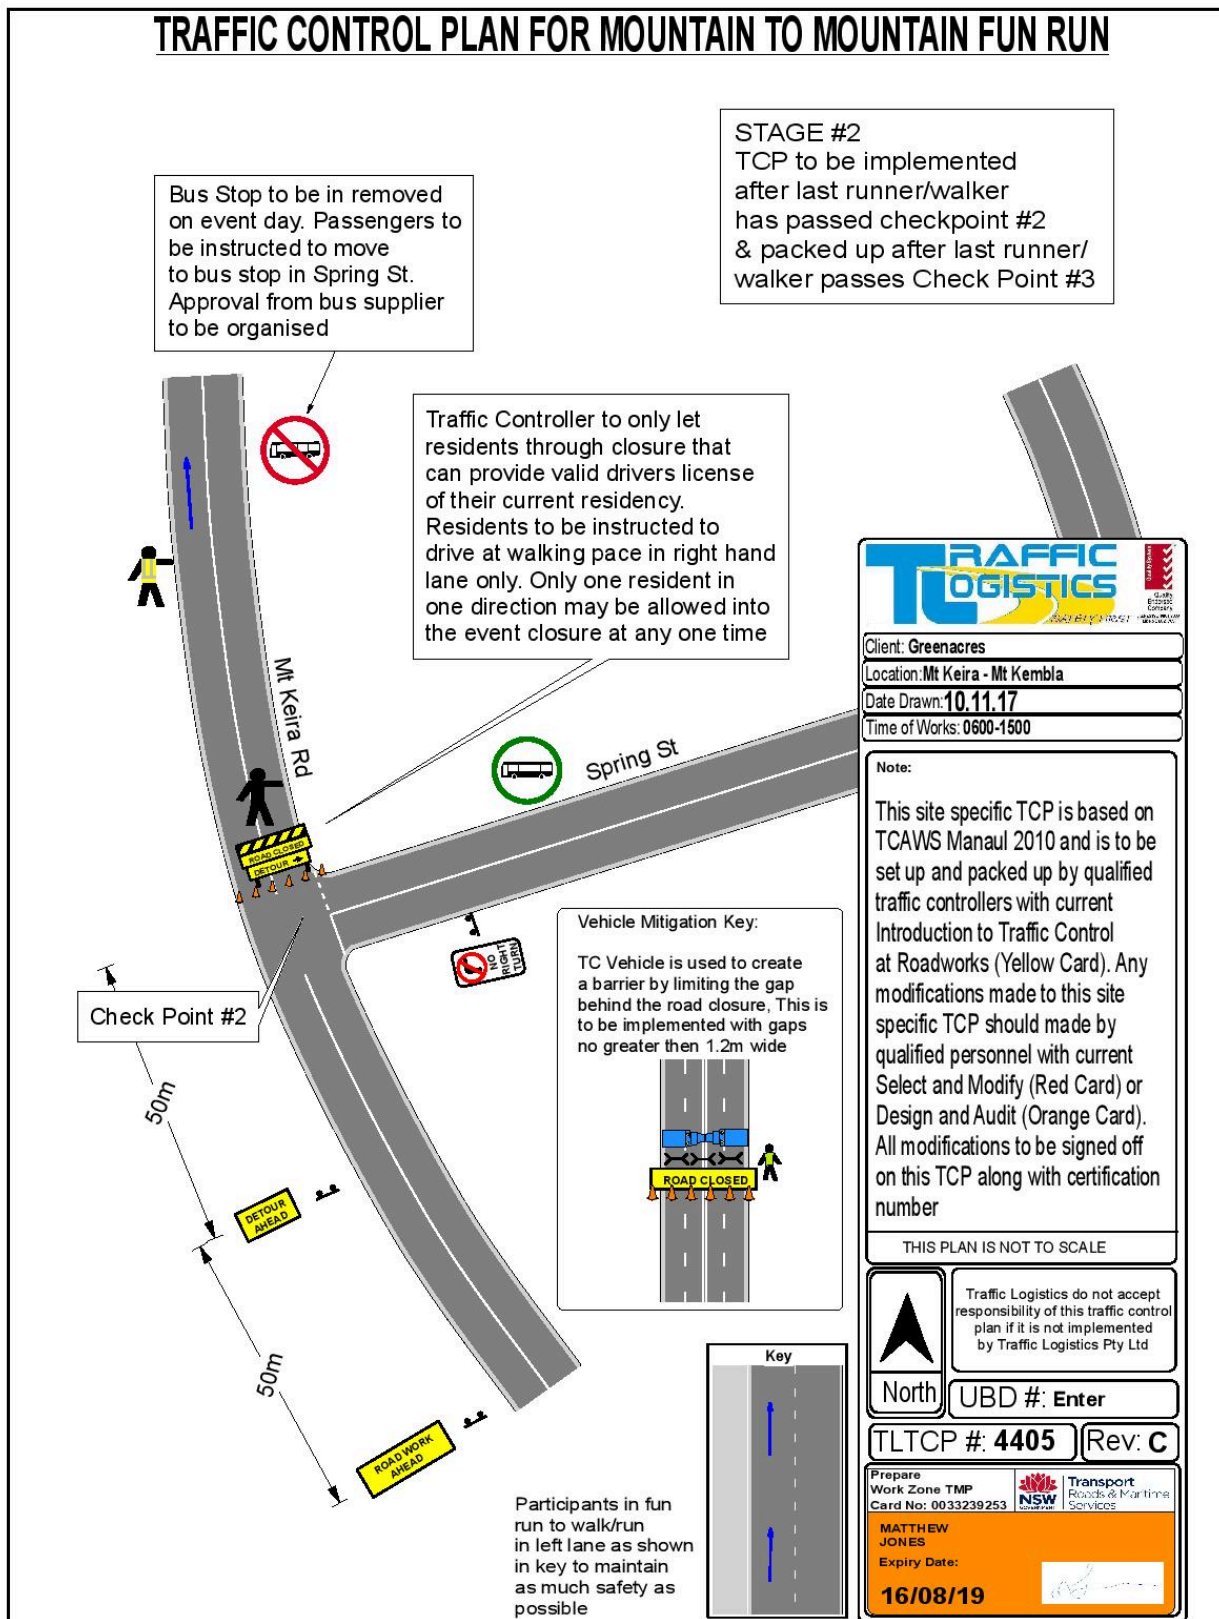 TRAFFIC CONTROL PLAN FOR MOUNTAIN TO MOUNTAIN FUN RUN
STAGE #2
TCP to be implemented
after last runner/walker
has passed checkpoint #2
& packed up after last runner/
walker passes Check Point #3
Bus Stop to be in removed
on event day. Passengers to
be instructed to move
to bus stop in Spring St.
Approval from bus supplier
to be organised
Traffic Controller to only let
residents through closure that
can provide valid drivers license
of their current residency.
Residents to be instructed to
drive at walking pace in right hand
lane only. Only one resident in
one direction may be allowed into
the event closure at any one time
Mt Keira Rd
Spring St
ROAD CLOSED
DETOUR
NO
RIGHT
TURN
Check Point #2
50m
DETOUR
AHEAD
50m
ROAD WORK
AHEAD
Vehicle Mitigation Key:
TC Vehicle is used to create
a barrier by limiting the gap
behind the road closure, This is
to be implemented with gaps
no greater then 1.2m wide
ROAD CLOSED
Key
Participants in fun
run to walk/run
in left lane as shown
in key to maintain
as much safety as
possible
TRAFFIC
LOGISTICS
SAFETY FIRST
Quality
Endorsed
Company
Client: Greenacres
Location: Mt Keira - Mt Kembla
Date Drawn: 10.11.17
Time of Works: 0600-1500
Note:
This site specific TCP is based on
TCAWS Manaul 2010 and is to be
set up and packed up by qualified
traffic controllers with current
Introduction to Traffic Control
at Roadworks (Yellow Card). Any
modifications made to this site
specific TCP should made by
qualified personnel with current
Select and Modify (Red Card) or
Design and Audit (Orange Card).
All modifications to be signed off
on this TCP along with certification
number
THIS PLAN IS NOT TO SCALE
North
Traffic Logistics do not accept
responsibility of this traffic control
plan if it is not implemented
by Traffic Logistics Pty Ltd
UBD #: Enter
TLTCP #: 4405
Rev: C
Prepare
Work Zone TMP
Card No: 0033239253
NSW
GOVERNMENT
Transport
Roads & Maritime
Services
MATTHEW
JONES
Expiry Date:
16/08/19